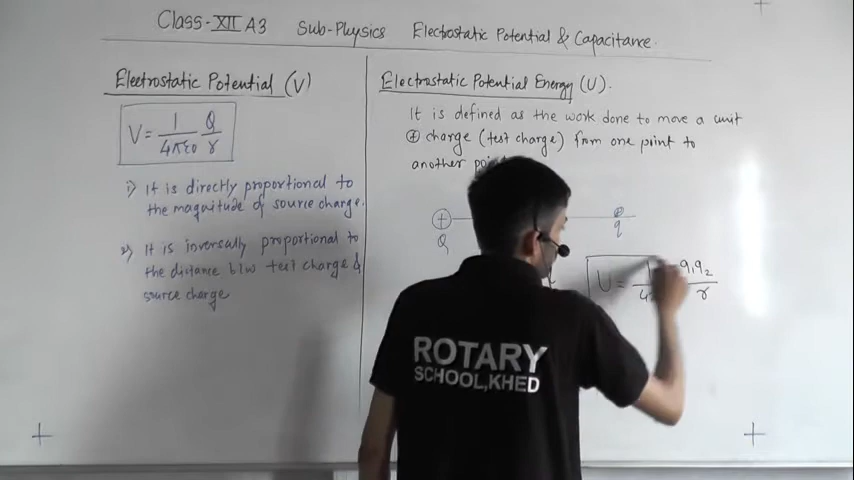 Class-XII A3 Sub-Physics Electrostatic Potential & Capacitance.
Electrostatic Potential (V)
V = 1/4πε0 Q/r
i) It is directly proportional to
the magnitude of source charge.
2) It is inversally proportional to
the distance b/w test charge &
source charge
Electrostatic Potential Energy (U).
It is defined as the work done to move a unit
⊕ charge (test charge) from one point to
another
⊕ ⊕
Q q
U = 1 q1q2
4 r
ROTARY
SCHOOL,KHED